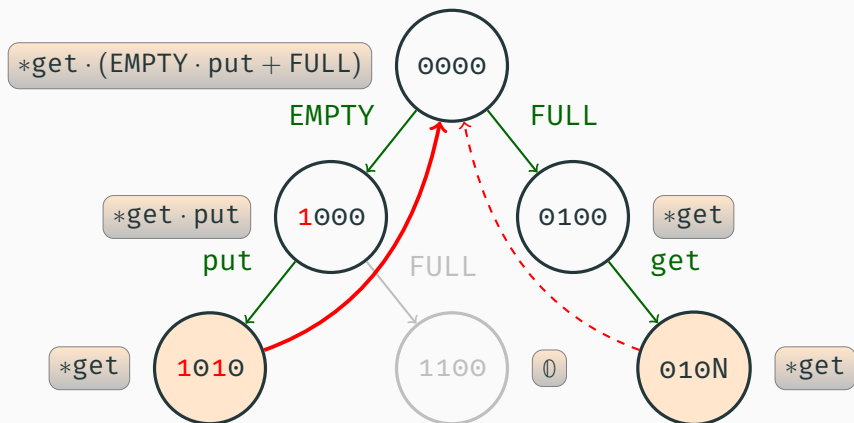 *get·(EMPTY·put + FULL)
0000
EMPTY
FULL
*get·put
1000
0100
*get
put
FULL
get
*get
1010
1100
𝟘
010N
*get